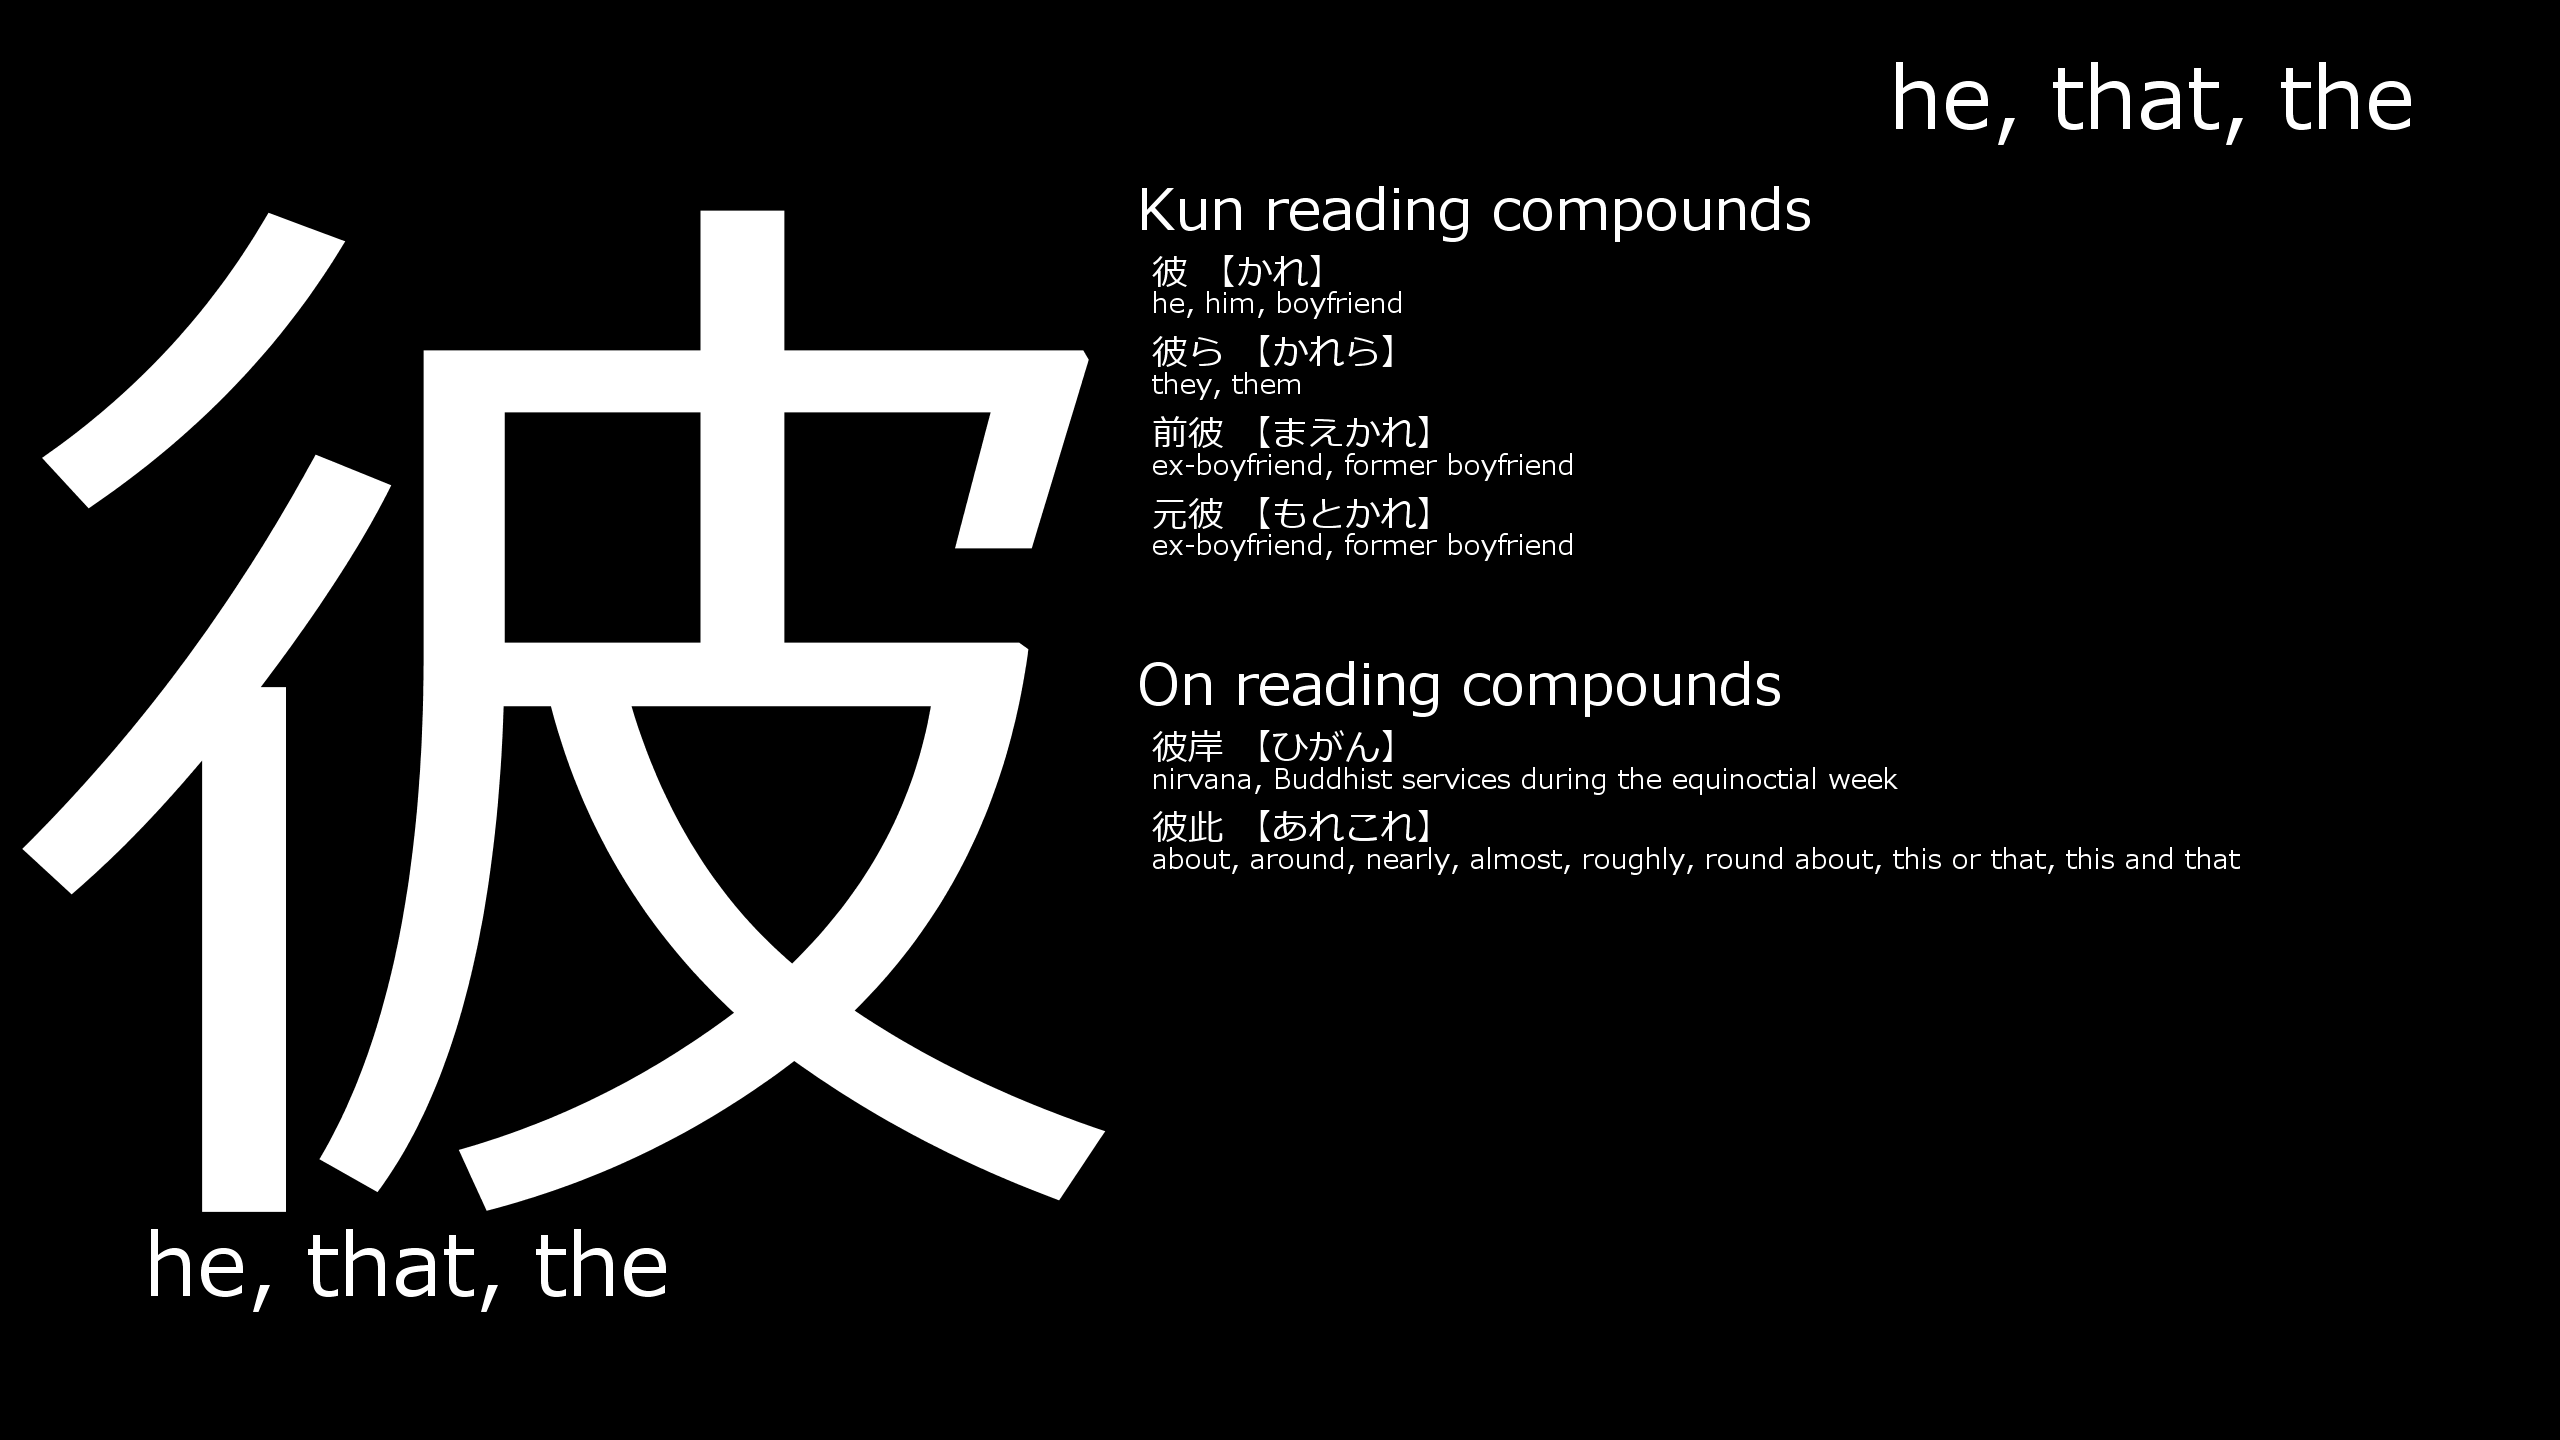 he, that, the
彼
Kun reading compounds
彼 【かれ】
he, him, boyfriend
彼ら 【かれら】
they, them
前彼 【まえかれ】
ex-boyfriend, former boyfriend
元彼 【もとかれ】
ex-boyfriend, former boyfriend
On reading compounds
彼岸 【ひがん】
nirvana, Buddhist services during the equinoctial week
彼此 【あれこれ】
about, around, nearly, almost, roughly, round about, this or that, this and that
he, that, the